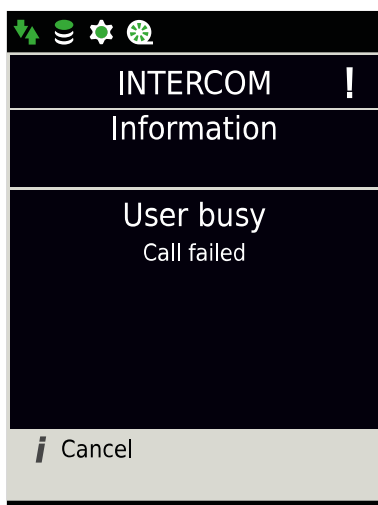 INTERCOM !
Information
User busy
Call failed
i Cancel